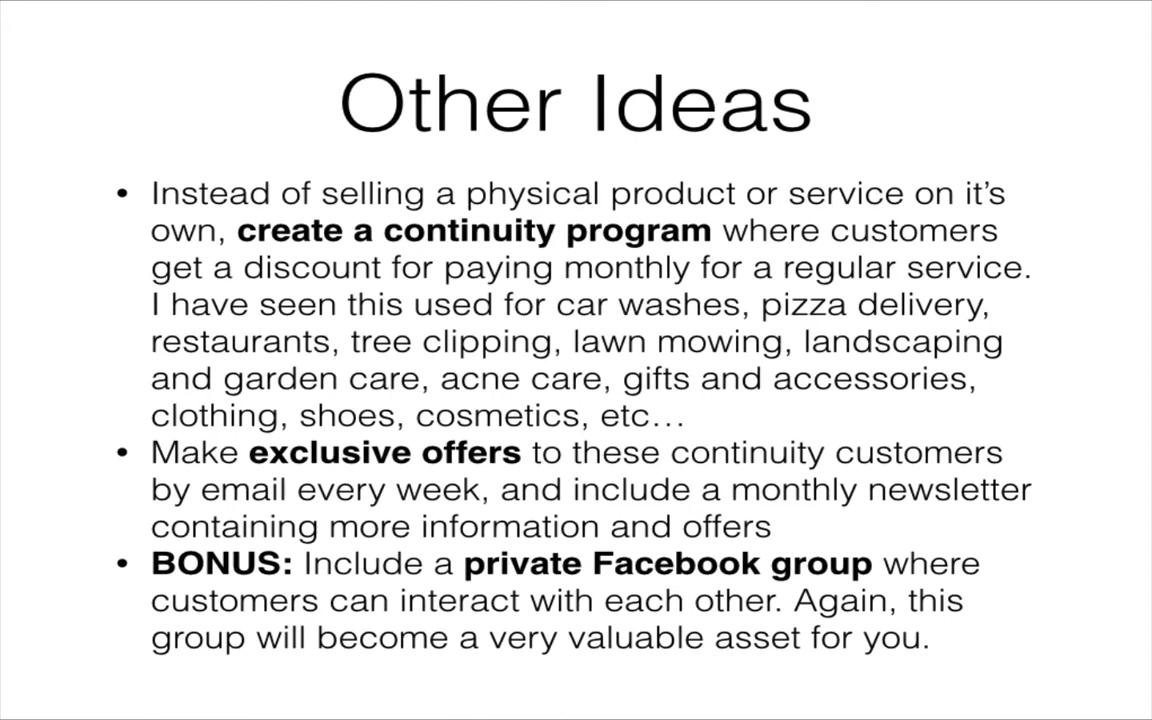 Other Ideas
• Instead of selling a physical product or service on it’s
own, create a continuity program where customers
get a discount for paying monthly for a regular service.
I have seen this used for car washes, pizza delivery,
restaurants, tree clipping, lawn mowing, landscaping
and garden care, acne care, gifts and accessories,
clothing, shoes, cosmetics, etc…
• Make exclusive offers to these continuity customers
by email every week, and include a monthly newsletter
containing more information and offers
• BONUS: Include a private Facebook group where
customers can interact with each other. Again, this
group will become a very valuable asset for you.